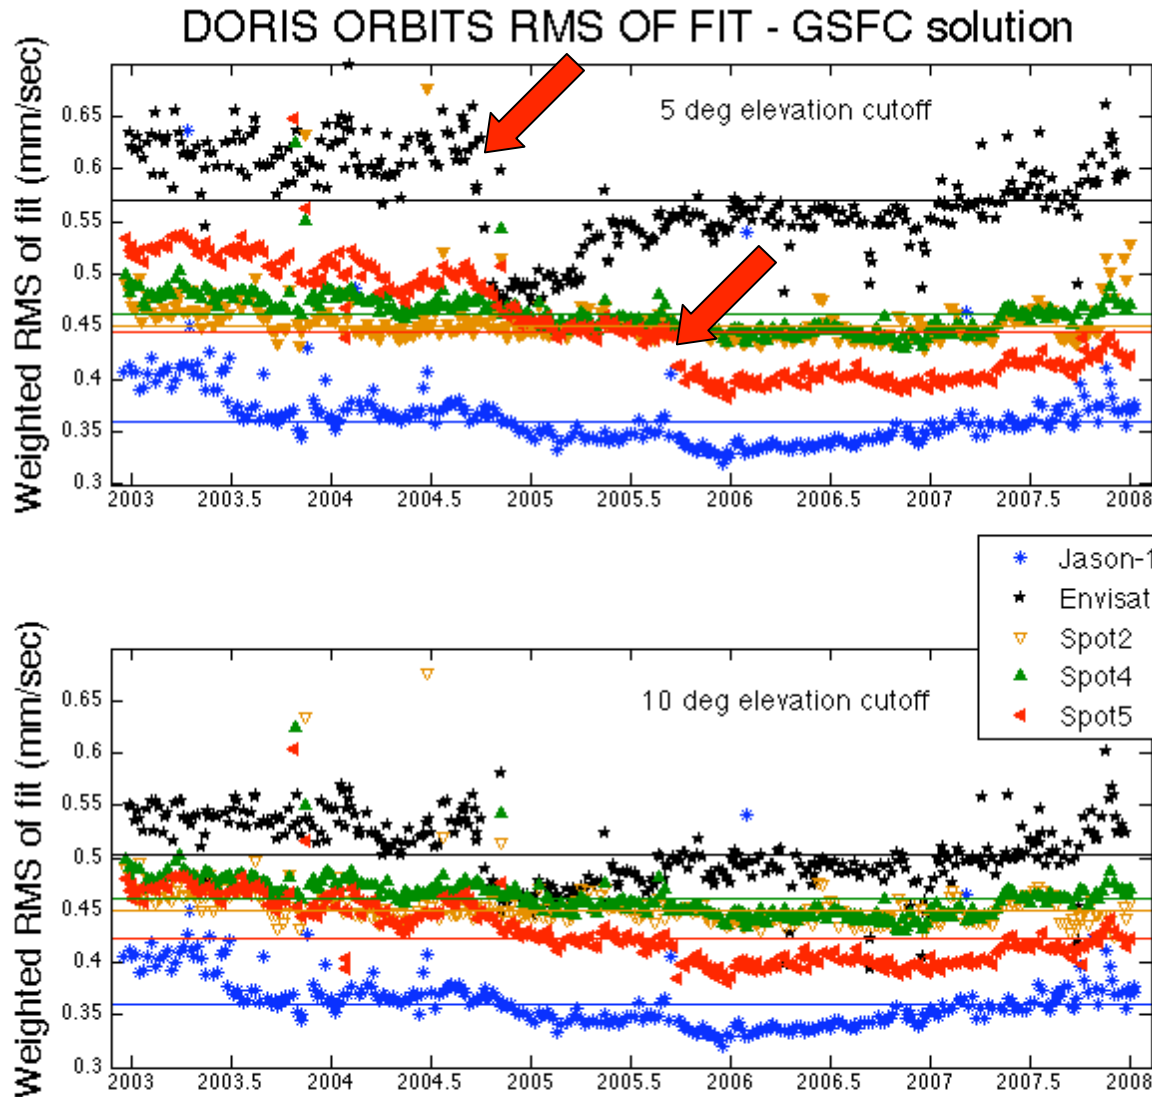 DORIS ORBITS RMS OF FIT - GSFC solution
Weighted RMS of fit (mm/sec)
5 deg elevation cutoff
0.65
0.6
0.55
0.5
0.45
0.4
0.35
0.3
2003 2003.5 2004 2004.5 2005 2005.5 2006 2006.5 2007 2007.5 2008
Jason-1
Envisat
Spot2
Spot4
Spot5
Weighted RMS of fit (mm/sec)
10 deg elevation cutoff
0.65
0.6
0.55
0.5
0.45
0.4
0.35
0.3
2003 2003.5 2004 2004.5 2005 2005.5 2006 2006.5 2007 2007.5 2008